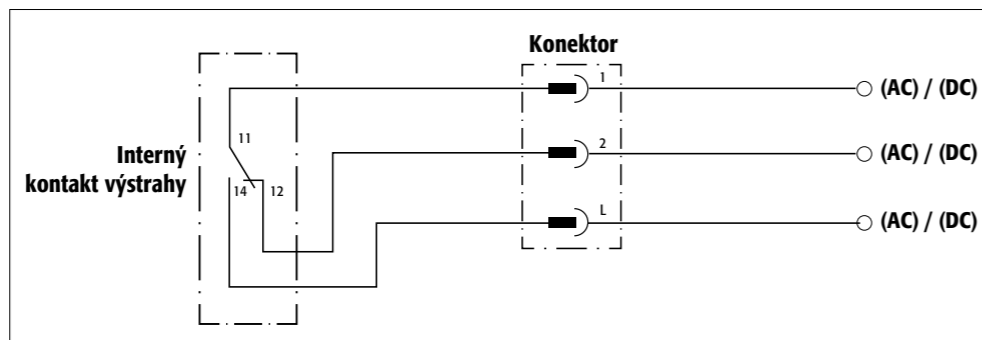 Konektor
1
(AC) / (DC)
11
2
(AC) / (DC)
Interný
kontakt výstrahy
14
12
L
(AC) / (DC)